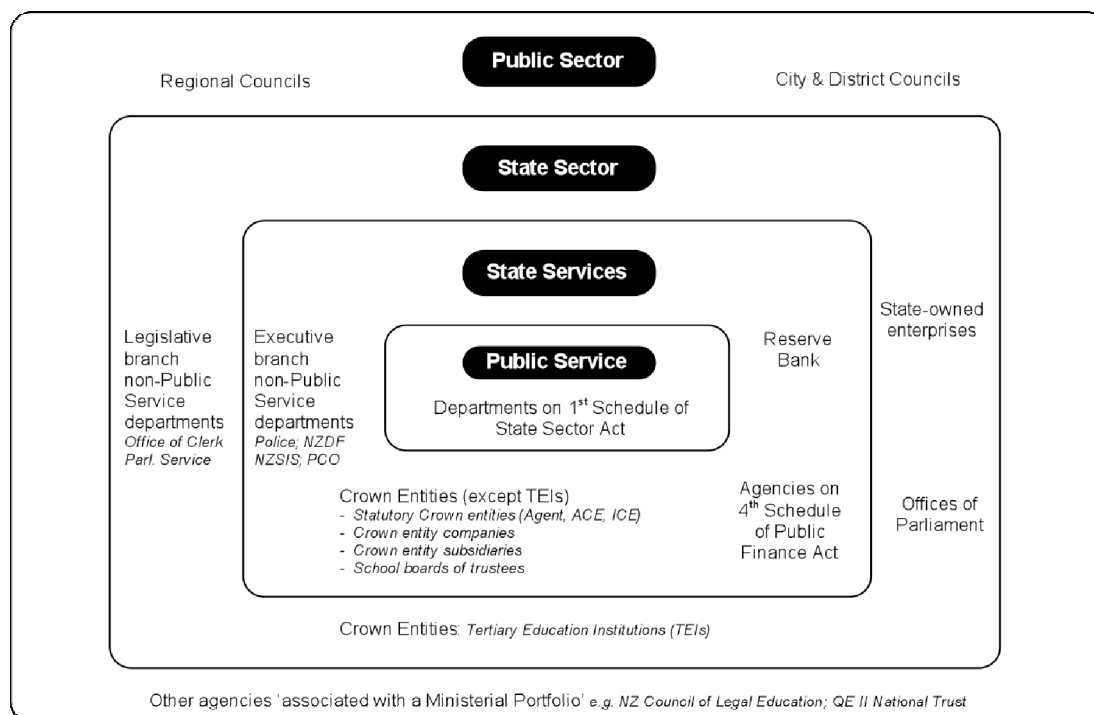 Public Sector
Regional Councils
City & District Councils
State Sector
State Services
Legislative
branch
non-Public
Service
departments
Office of Clerk
Parl. Service
Executive
branch
non-Public
Service
departments
Police; NZDF
NZSIS; PCO
Public Service
Departments on 1st Schedule of
State Sector Act
Reserve
Bank
State-owned
enterprises
Crown Entities (except TEIs)
- Statutory Crown entities (Agent, ACE, ICE)
- Crown entity companies
- Crown entity subsidiaries
- School boards of trustees
Agencies on
4th Schedule
of Public
Finance Act
Offices of
Parliament
Crown Entities: Tertiary Education Institutions (TEIs)
Other agencies 'associated with a Ministerial Portfolio' e.g. NZ Council of Legal Education; QE II National Trust